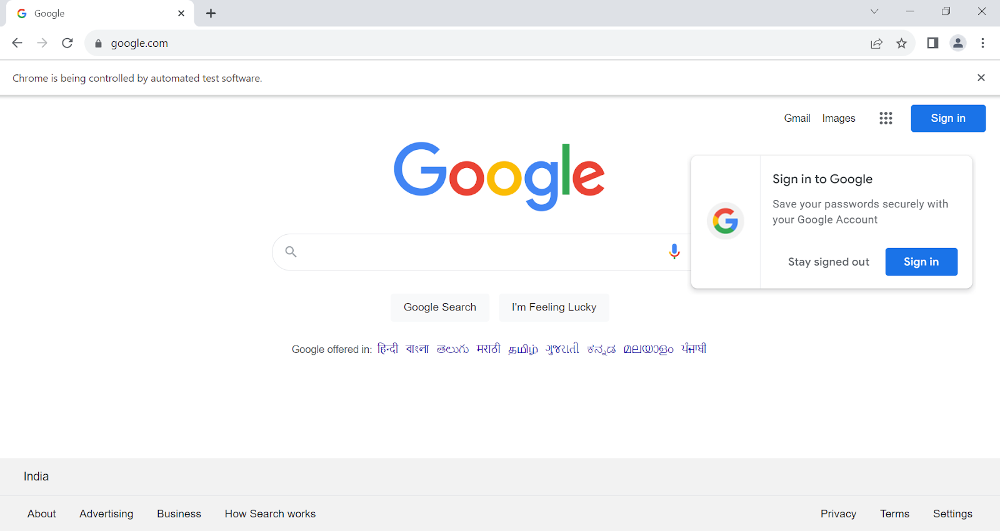 Google
google.com
Chrome is being controlled by automated test software.
Gmail Images Sign in
Google
Sign in to Google
Save your passwords securely with
your Google Account
Stay signed out Sign in
Google Search I'm Feeling Lucky
Google offered in: हिन्दी বাংলা తెలుగు मराठी தமிழ் ગુજરાતી ಕನ್ನಡ മലയാളം ਪੰਜਾਬੀ
India
About Advertising Business How Search works Privacy Terms Settings